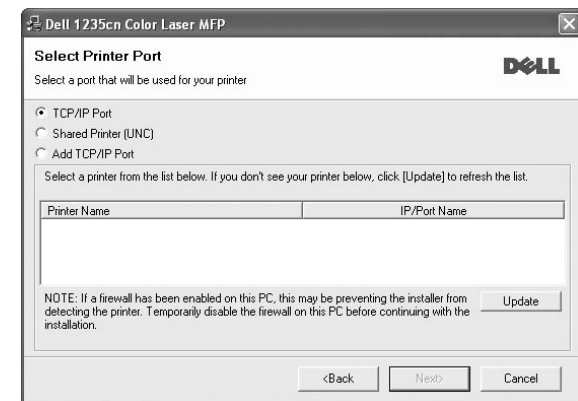 Dell 1235cn Color Laser MFP
Select Printer Port
Select a port that will be used for your printer
DELL
TCP/IP Port
Shared Printer (UNC)
Add TCP/IP Port
Select a printer from the list below. If you don't see your printer below, click [Update] to refresh the list.
Printer Name IP/Port Name
NOTE: If a firewall has been enabled on this PC, this may be preventing the installer from
detecting the printer. Temporarily disable the firewall on this PC before continuing with the
installation.
Update
<Back Next> Cancel